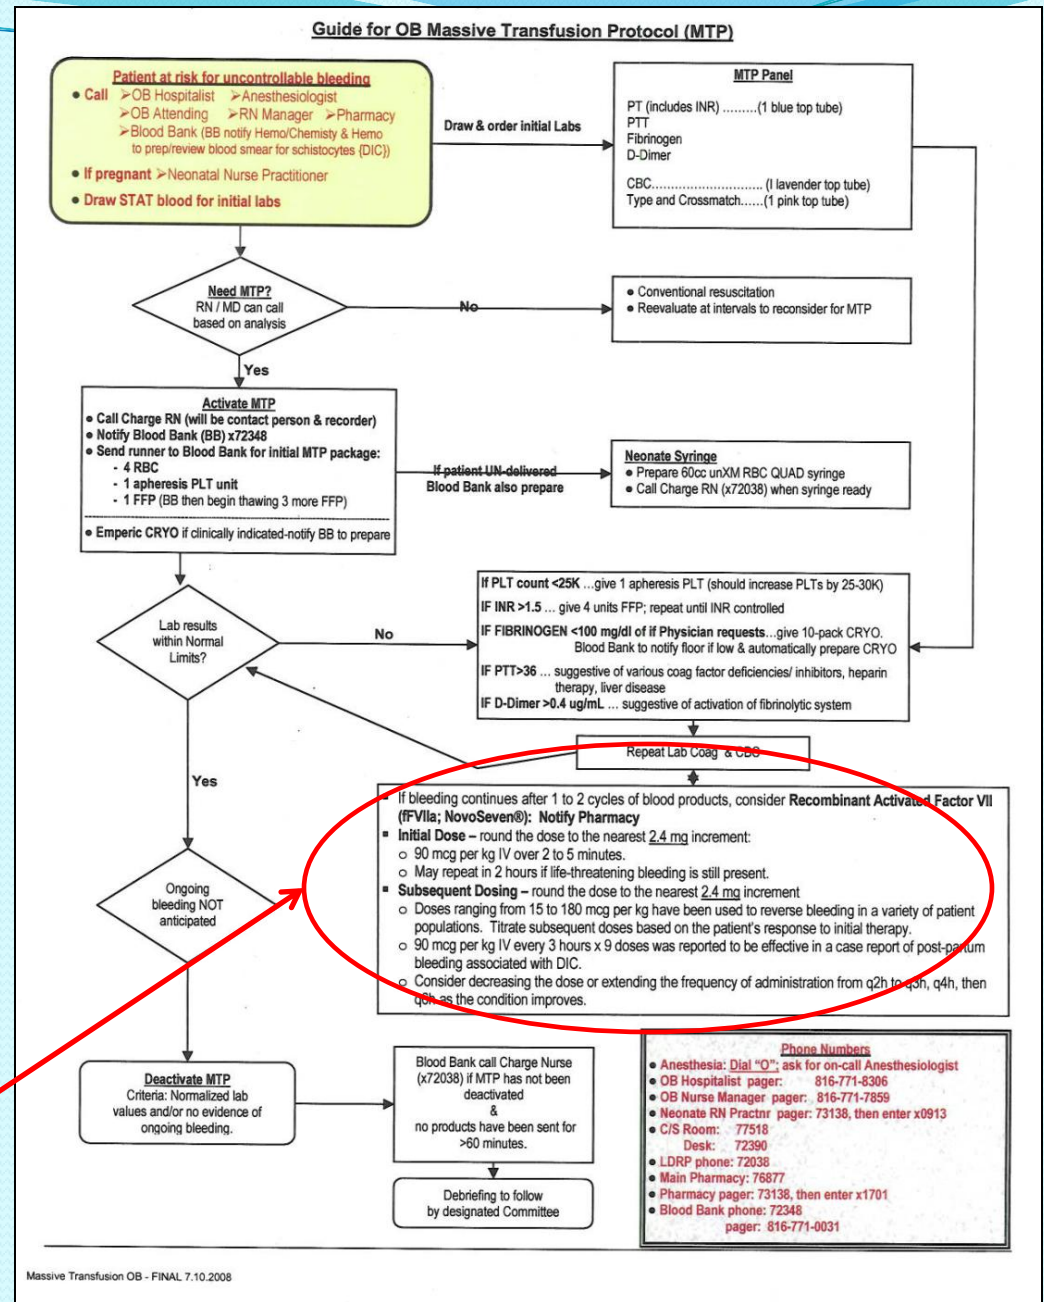 Guide for OB Massive Transfusion Protocol (MTP)
Patient at risk for uncontrollable bleeding
● Call ➢OB Hospitalist ➢Anesthesiologist
➢OB Attending ➢RN Manager ➢Pharmacy
➢Blood Bank (BB notify Hemo/Chemisty & Hemo
to prep/review blood smear for schistocytes {DIC})
● If pregnant ➢Neonatal Nurse Practitioner
● Draw STAT blood for initial labs
Draw & order initial Labs
MTP Panel
PT (includes INR) .........(1 blue top tube)
PTT
Fibrinogen
D-Dimer
CBC............................ (I lavender top tube)
Type and Crossmatch......(1 pink top tube)
Need MTP?
RN / MD can call
based on analysis
No
● Conventional resuscitation
● Reevaluate at intervals to reconsider for MTP
Yes
Activate MTP
● Call Charge RN (will be contact person & recorder)
● Notify Blood Bank (BB) x72348
● Send runner to Blood Bank for initial MTP package:
- 4 RBC
- 1 apheresis PLT unit
- 1 FFP (BB then begin thawing 3 more FFP)
● Emperic CRYO if clinically indicated-notify BB to prepare
If patient UN-delivered
Blood Bank also prepare
Neonate Syringe
● Prepare 60cc unXM RBC QUAD syringe
● Call Charge RN (x72038) when syringe ready
Lab results
within Normal
Limits?
No
If PLT count <25K ...give 1 apheresis PLT (should increase PLTs by 25-30K)
IF INR >1.5 ... give 4 units FFP; repeat until INR controlled
IF FIBRINOGEN <100 mg/dl of if Physician requests...give 10-pack CRYO.
Blood Bank to notify floor if low & automatically prepare CRYO
IF PTT>36 ... suggestive of various coag factor deficiencies/ inhibitors, heparin
therapy, liver disease
IF D-Dimer >0.4 ug/mL ... suggestive of activation of fibrinolytic system
Repeat Lab Coag & CBC
Yes
▪ If bleeding continues after 1 to 2 cycles of blood products, consider Recombinant Activated Factor VII
(fFVIIa; NovoSeven®): Notify Pharmacy
▪ Initial Dose – round the dose to the nearest 2.4 mg increment:
o 90 mcg per kg IV over 2 to 5 minutes.
o May repeat in 2 hours if life-threatening bleeding is still present.
▪ Subsequent Dosing – round the dose to the nearest 2.4 mg increment
o Doses ranging from 15 to 180 mcg per kg have been used to reverse bleeding in a variety of patient
populations. Titrate subsequent doses based on the patient's response to initial therapy.
o 90 mcg per kg IV every 3 hours x 9 doses was reported to be effective in a case report of post-partum
bleeding associated with DIC.
o Consider decreasing the dose or extending the frequency of administration from q2h to q3h, q4h, then
q6h as the condition improves.
Ongoing
bleeding NOT
anticipated
Deactivate MTP
Criteria: Normalized lab
values and/or no evidence of
ongoing bleeding.
Blood Bank call Charge Nurse
(x72038) if MTP has not been
deactivated
&
no products have been sent for
>60 minutes.
Debriefing to follow
by designated Committee
Phone Numbers
● Anesthesia: Dial "O"; ask for on-call Anesthesiologist
● OB Hospitalist pager: 816-771-8306
● OB Nurse Manager pager: 816-771-7859
● Neonate RN Practnr pager: 73138, then enter x0913
● C/S Room: 77518
Desk: 72390
● LDRP phone: 72038
● Main Pharmacy: 76877
● Pharmacy pager: 73138, then enter x1701
● Blood Bank phone: 72348
pager: 816-771-0031
Massive Transfusion OB - FINAL 7.10.2008